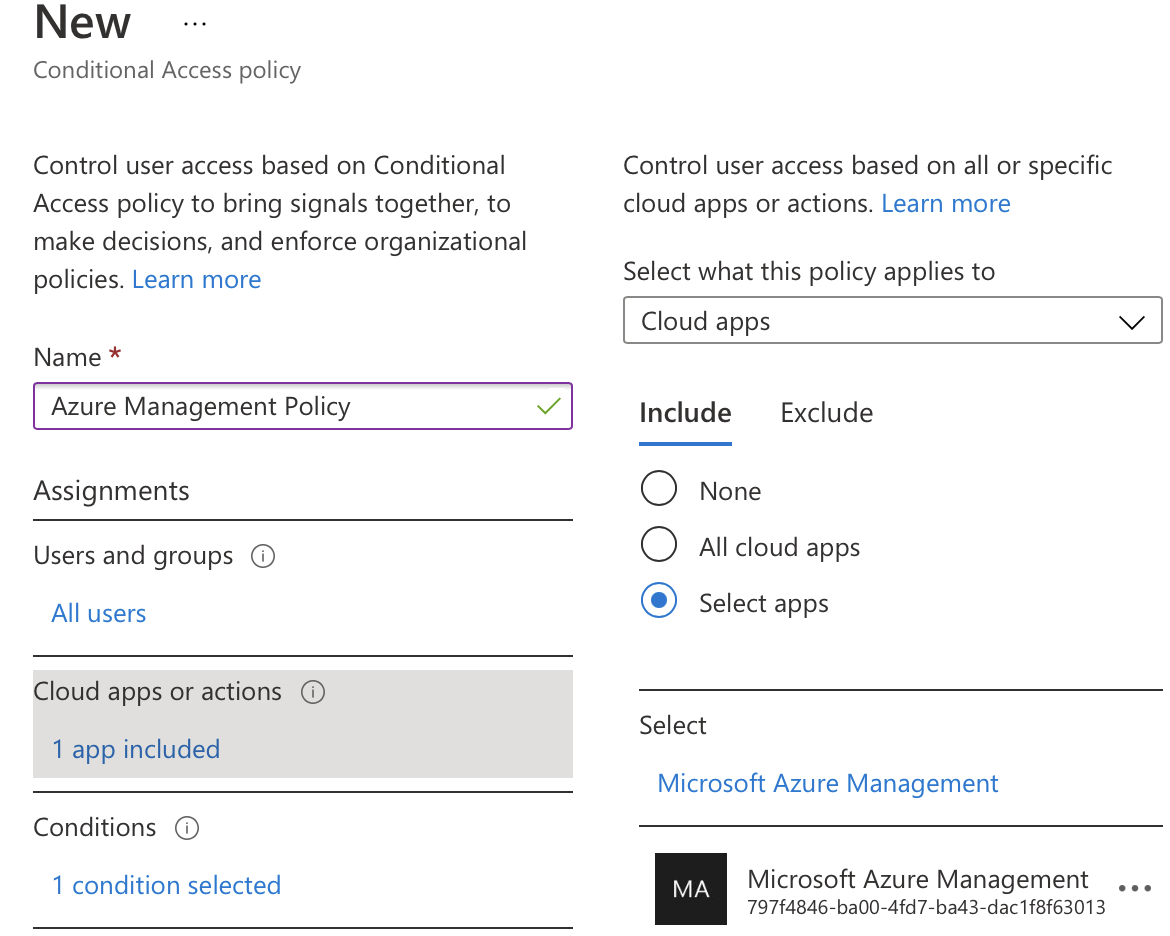 New ...
Conditional Access policy
Control user access based on Conditional
Access policy to bring signals together, to
make decisions, and enforce organizational
policies. Learn more
Name *
Azure Management Policy
Assignments
Users and groups
All users
Cloud apps or actions
1 app included
Conditions
1 condition selected
Control user access based on all or specific
cloud apps or actions. Learn more
Select what this policy applies to
Cloud apps
Include Exclude
None
All cloud apps
Select apps
Select
Microsoft Azure Management
MA
Microsoft Azure Management
797f4846-ba00-4fd7-ba43-dac1f8f63013